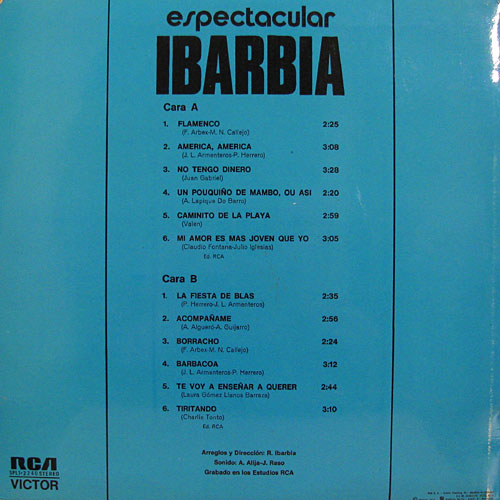 espectacular
IBARBIA
Cara A
1. FLAMENCO 2:25
(F. Arbex-M. N. Callejo)
2. AMERICA, AMERICA 3:08
(J. L. Armenteros-P. Herrero)
3. NO TENGO DINERO 3:28
(Juan Gabriel)
4. UN POUQUIÑO DE MAMBO, OU ASI 2:20
(A. Lapique Do Barro)
5. CAMINITO DE LA PLAYA 2:59
(Valen)
6. MI AMOR ES MAS JOVEN QUE YO 3:05
(Claudio Fontana-Julio Iglesias)
Ed. RCA
Cara B
1. LA FIESTA DE BLAS 2:35
(P. Herrero-J. L. Armenteros)
2. ACOMPAÑAME 2:56
(A. Algueró-A. Guijarro)
3. BORRACHO 2:24
(F. Arbex-M. N. Callejo)
4. BARBACOA 3:12
(J. L. Armenteros-P. Herrero)
5. TE VOY A ENSEÑAR A QUERER 2:44
(Laura Gómez Llanos Barraza)
6. TIRITANDO 3:10
(Charlie Tonto)
Ed. RCA
Arreglos y Dirección: R. Ibarbia
Sonido: A. Alija-J. Raso
Grabado en los Estudios RCA
RCA
SPL1-2246 STEREO
VICTOR